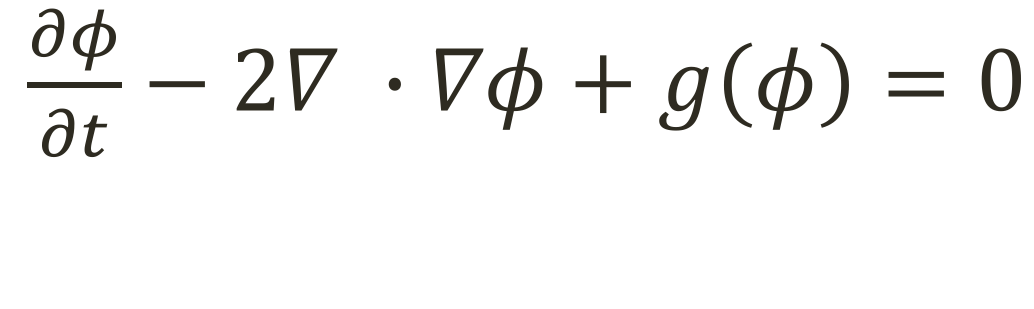 ∂ϕ/∂t − 2∇ · ∇ϕ + g(ϕ) = 0